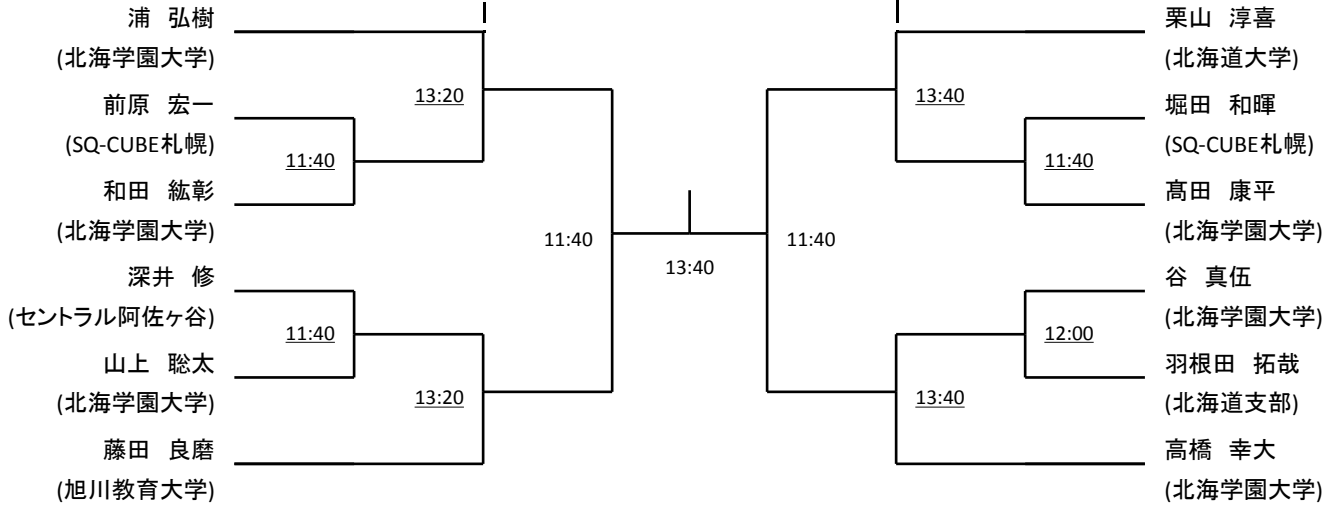 浦　弘樹
(北海学園大学)
前原　宏一
(SQ-CUBE札幌)
和田　紘彰
(北海学園大学)
深井　修
(セントラル阿佐ヶ谷)
山上　聡太
(北海学園大学)
藤田　良磨
(旭川教育大学)
11:40
11:40
13:20
13:20
11:40
13:40
11:40
13:40
13:40
11:40
12:00
栗山　淳喜
(北海道大学)
堀田　和暉
(SQ-CUBE札幌)
髙田　康平
(北海学園大学)
谷　真伍
(北海学園大学)
羽根田　拓哉
(北海道支部)
高橋　幸大
(北海学園大学)